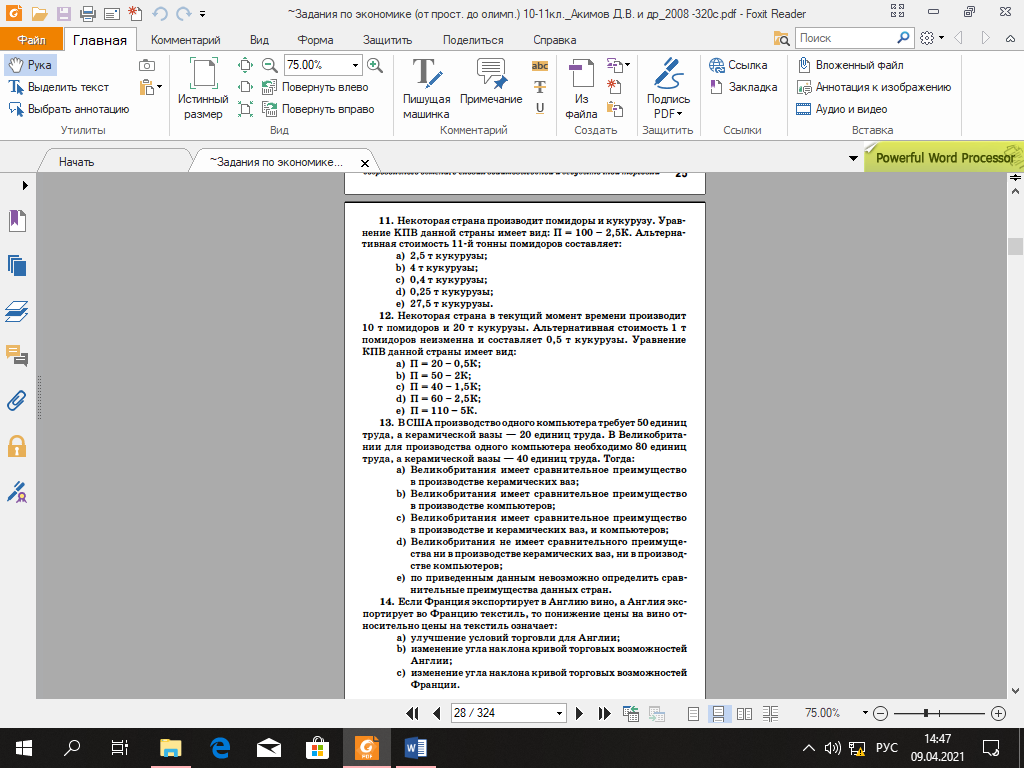 ~Задания по экономике (от прост. до олимп.) 10-11кл._Акимов Д.В. и др_2008 -320с.pdf - Foxit Reader
Файл Главная Комментарий Вид Форма Защитить Поделиться Справка Поиск
Рука
Выделить текст
Выбрать аннотацию
Утилиты
Истинный размер
75.00%
Повернуть влево
Повернуть вправо
Вид
Пишущая машинка
Примечание
Комментарий
Из файла
Создать
Подпись PDF
Защитить
Ссылка
Закладка
Ссылки
Вложенный файл
Аннотация к изображению
Аудио и видео
Вставка
Начать
~Задания по экономике...
Powerful Word Processor
11. Некоторая страна производит помидоры и кукурузу. Урав-
нение КПВ данной страны имеет вид: П = 100 – 2,5К. Альтерна-
тивная стоимость 11-й тонны помидоров составляет:
a) 2,5 т кукурузы;
b) 4 т кукурузы;
c) 0,4 т кукурузы;
d) 0,25 т кукурузы;
e) 27,5 т кукурузы.
12. Некоторая страна в текущий момент времени производит
10 т помидоров и 20 т кукурузы. Альтернативная стоимость 1 т
помидоров неизменна и составляет 0,5 т кукурузы. Уравнение
КПВ данной страны имеет вид:
a) П = 20 – 0,5К;
b) П = 50 – 2К;
c) П = 40 – 1,5К;
d) П = 60 – 2,5К;
e) П = 110 – 5К.
13. В США производство одного компьютера требует 50 единиц
труда, а керамической вазы — 20 единиц труда. В Великобрита-
нии для производства одного компьютера необходимо 80 единиц
труда, а керамической вазы — 40 единиц труда. Тогда:
a) Великобритания имеет сравнительное преимущество
в производстве керамических ваз;
b) Великобритания имеет сравнительное преимущество
в производстве компьютеров;
c) Великобритания имеет сравнительное преимущество
в производстве и керамических ваз, и компьютеров;
d) Великобритания не имеет сравнительного преимуще-
ства ни в производстве керамических ваз, ни в производ-
стве компьютеров;
e) по приведенным данным невозможно определить срав-
нительные преимущества данных стран.
14. Если Франция экспортирует в Англию вино, а Англия экс-
портирует во Францию текстиль, то понижение цены на вино от-
носительно цены на текстиль означает:
a) улучшение условий торговли для Англии;
b) изменение угла наклона кривой торговых возможностей
Англии;
c) изменение угла наклона кривой торговых возможностей
Франции.
28 / 324
75.00%
РУС
14:47
09.04.2021